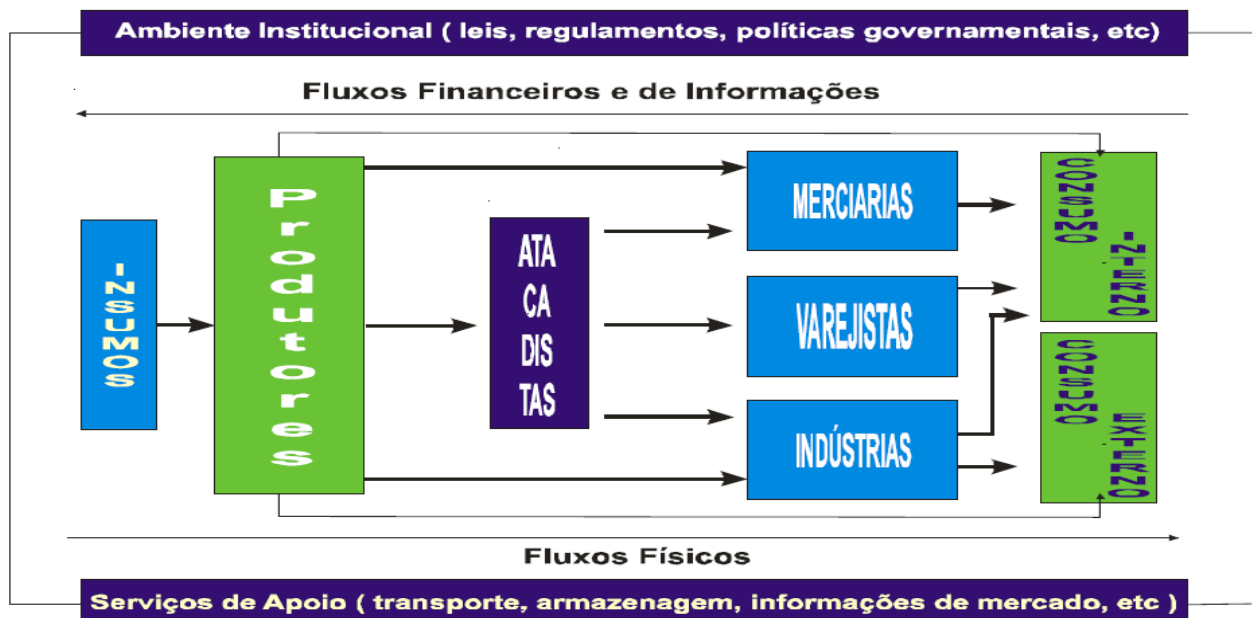 Ambiente Institucional ( leis, regulamentos, políticas governamentais, etc)
Fluxos Financeiros e de Informações
INSUMOS
Produtores
ATA
CA
DIS
TAS
MERCIARIAS
VAREJISTAS
INDÚSTRIAS
CONSUMO
INTERNO
CONSUMO
EXTERNO
Fluxos Físicos
Serviços de Apoio ( transporte, armazenagem, informações de mercado, etc )